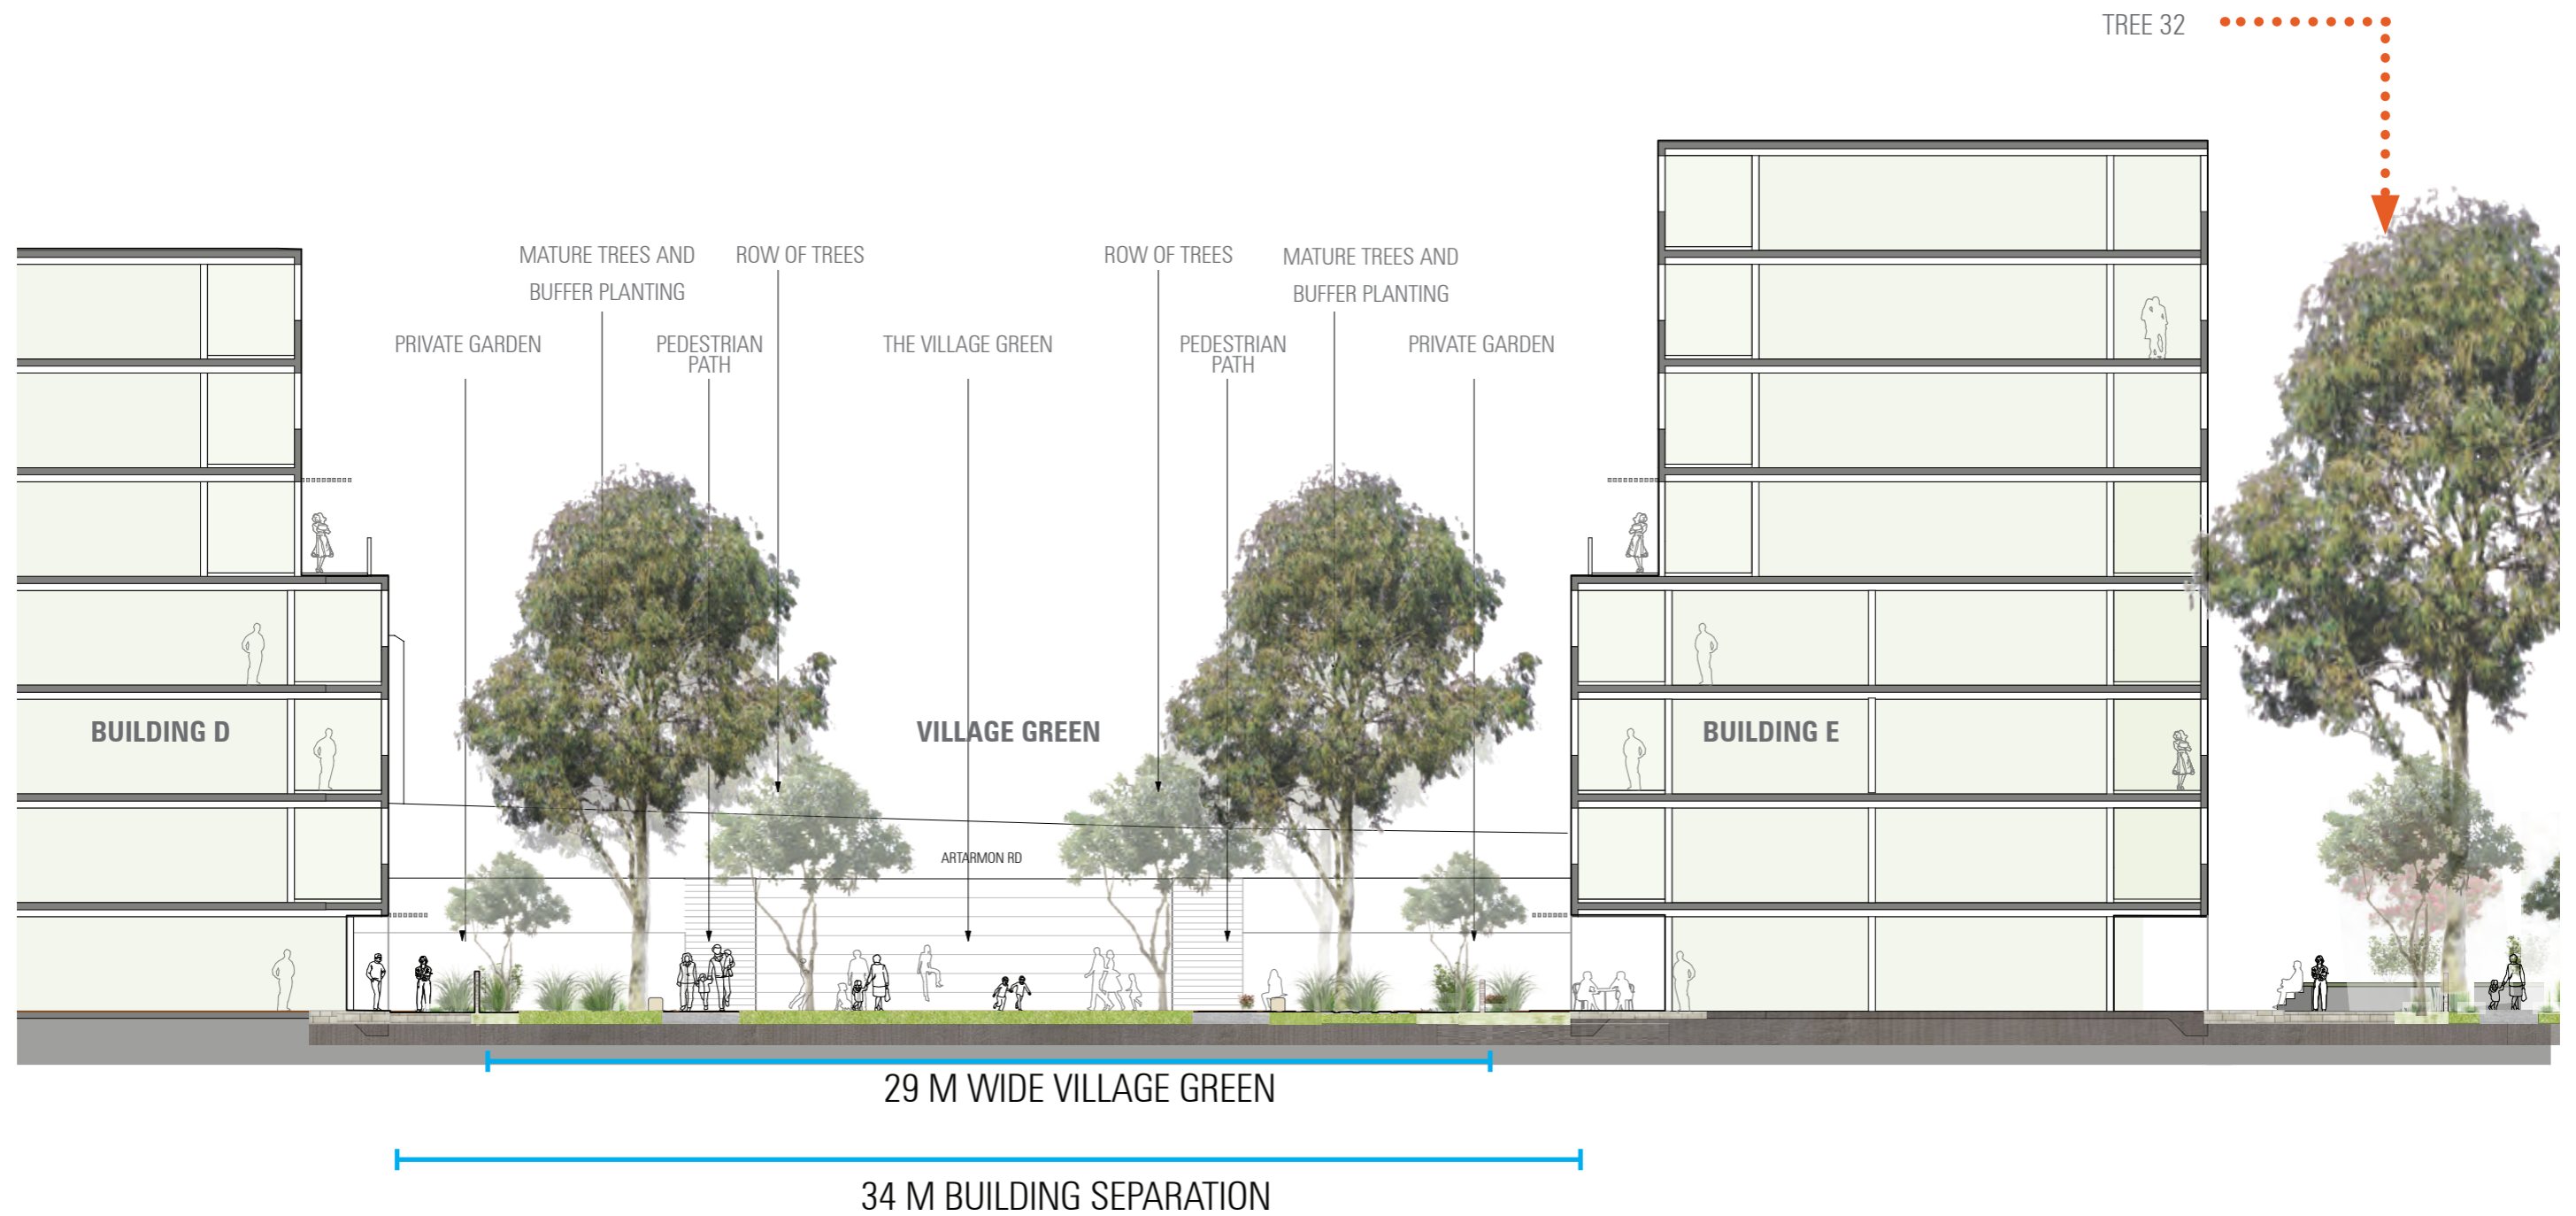 TREE 32
MATURE TREES AND
BUFFER PLANTING
ROW OF TREES
ROW OF TREES
MATURE TREES AND
BUFFER PLANTING
PRIVATE GARDEN
PEDESTRIAN
PATH
THE VILLAGE GREEN
PEDESTRIAN
PATH
PRIVATE GARDEN
BUILDING D
VILLAGE GREEN
BUILDING E
ARTARMON RD
29 M WIDE VILLAGE GREEN
34 M BUILDING SEPARATION